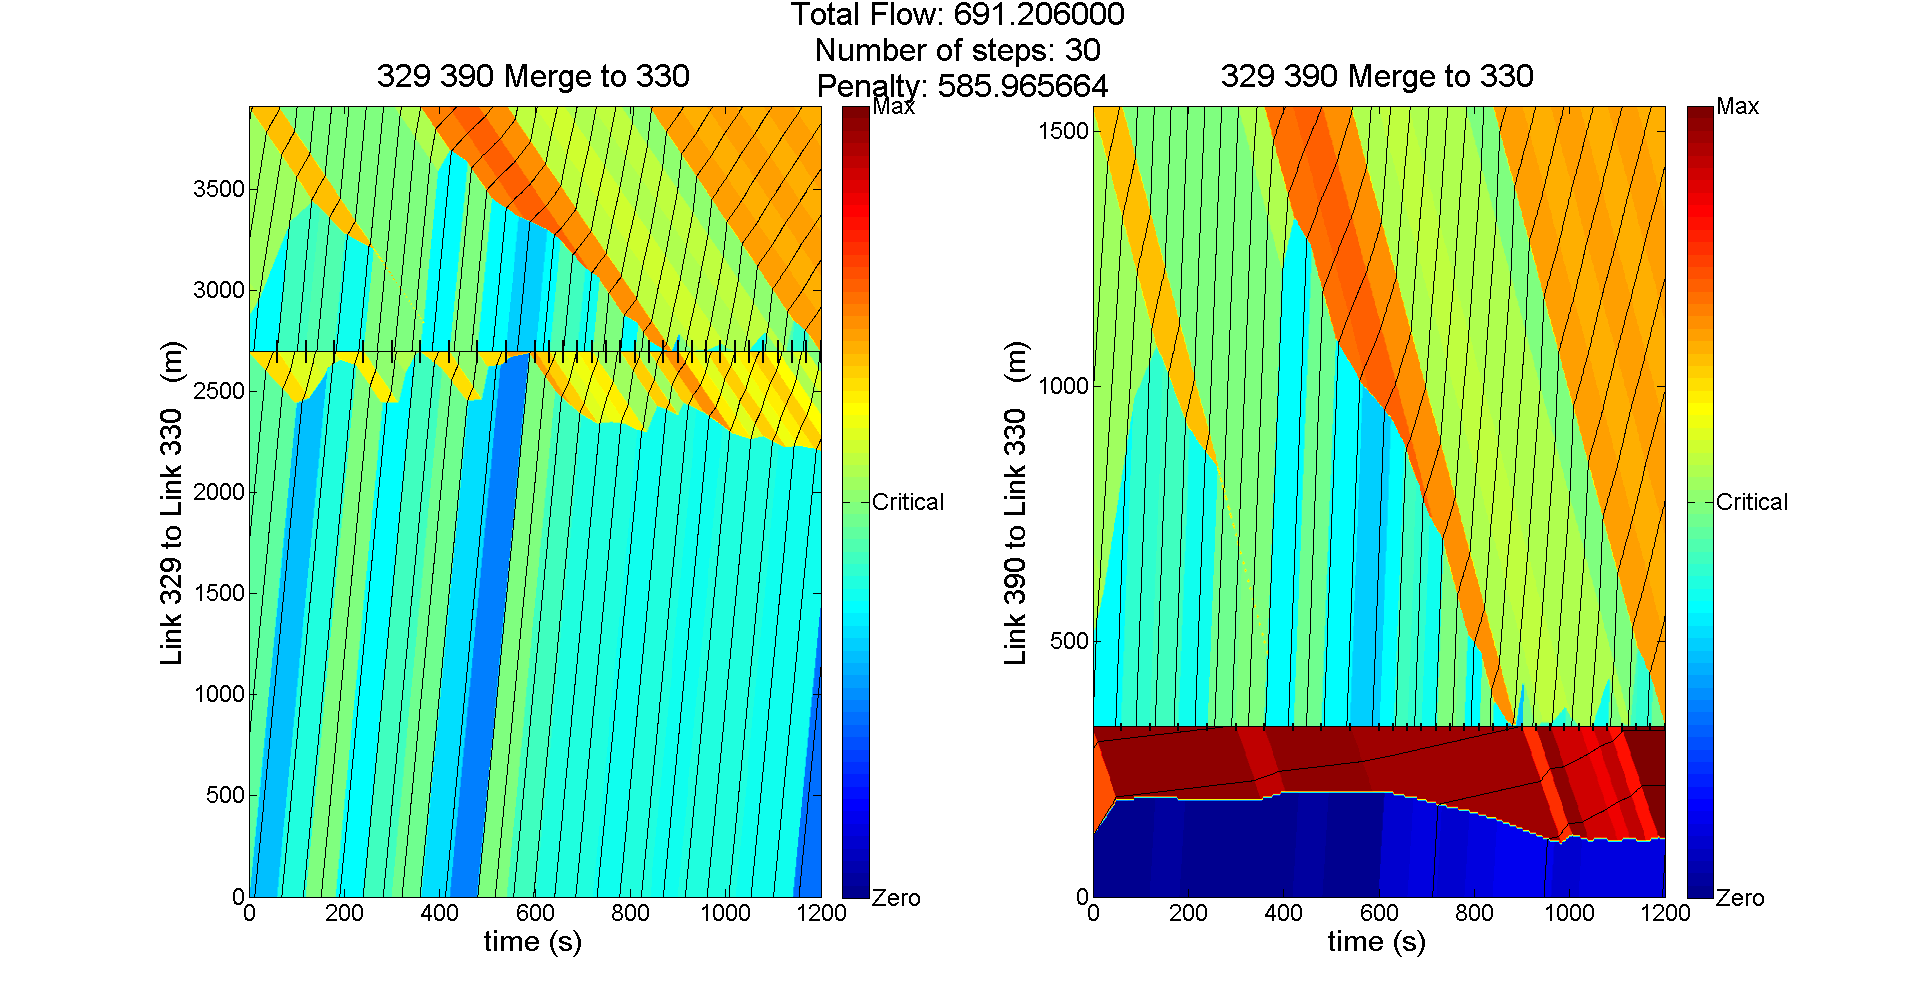 Total Flow: 691.206000
Number of steps: 30
Penalty: 585.965664
329 390 Merge to 330
Link 329 to Link 330 (m)
3500
3000
2500
2000
1500
1000
500
0
0 200 400 600 800 1000 1200
time (s)
Max
Critical
Zero
329 390 Merge to 330
Link 390 to Link 330 (m)
1500
1000
500
0
0 200 400 600 800 1000 1200
time (s)
Max
Critical
Zero